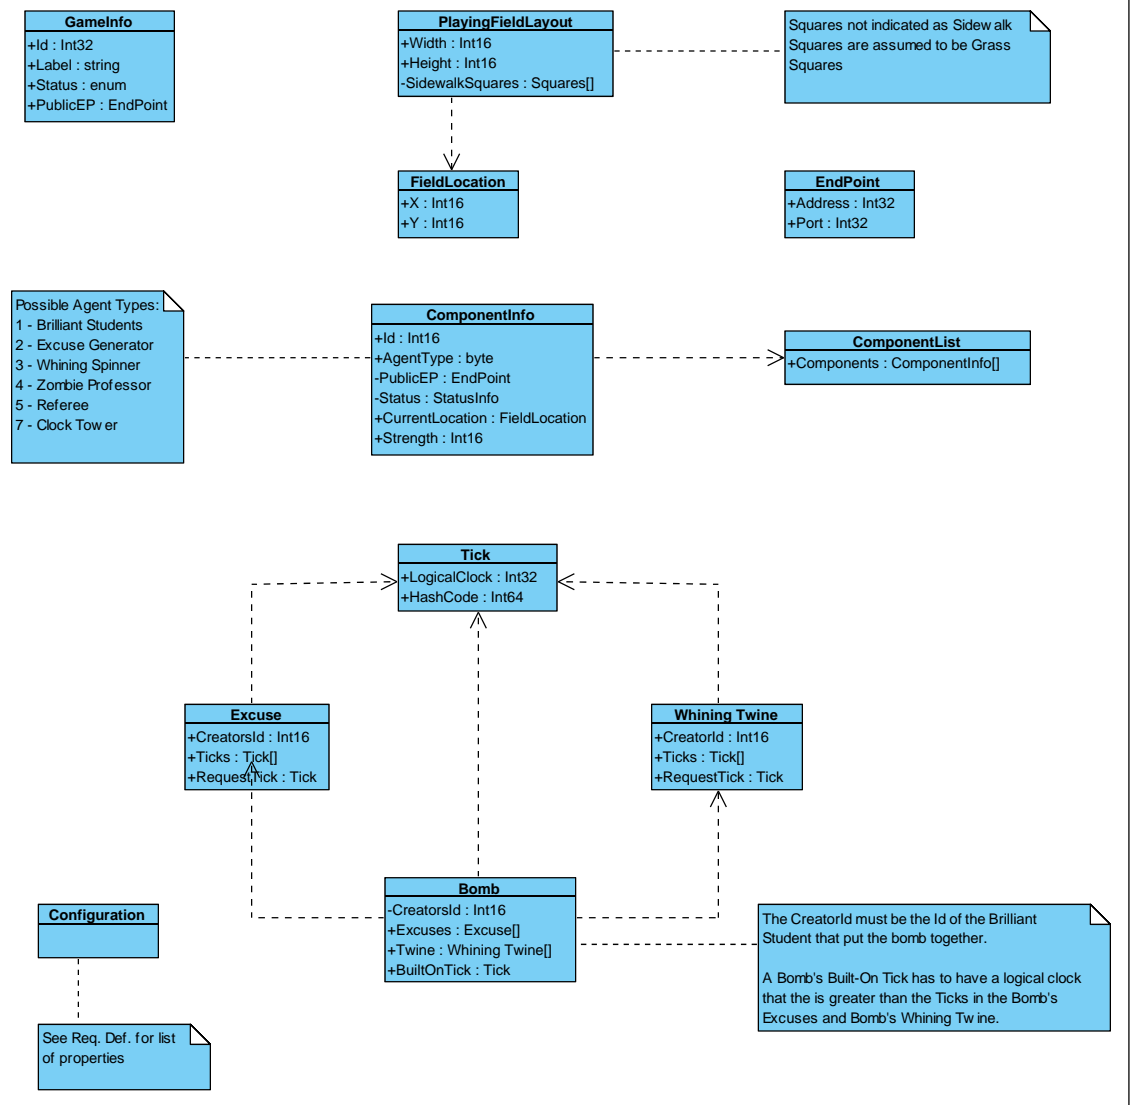 GameInfo
+Id : Int32
+Label : string
+Status : enum
+PublicEP : EndPoint
PlayingFieldLayout
+Width : Int16
+Height : Int16
-SidewalkSquares : Squares[]
Squares not indicated as Sidewalk
Squares are assumed to be Grass
Squares
FieldLocation
+X : Int16
+Y : Int16
EndPoint
+Address : Int32
+Port : Int32
Possible Agent Types:
1 - Brilliant Students
2 - Excuse Generator
3 - Whining Spinner
4 - Zombie Professor
5 - Referee
7 - Clock Tower
ComponentInfo
+Id : Int16
+AgentType : byte
-PublicEP : EndPoint
-Status : StatusInfo
+CurrentLocation : FieldLocation
+Strength : Int16
ComponentList
+Components : ComponentInfo[]
Tick
+LogicalClock : Int32
+HashCode : Int64
Excuse
+CreatorsId : Int16
+Ticks : Tick[]
+RequestTick : Tick
Whining Twine
+CreatorId : Int16
+Ticks : Tick[]
+RequestTick : Tick
Bomb
-CreatorsId : Int16
+Excuses : Excuse[]
+Twine : Whining Twine[]
+BuiltOnTick : Tick
Configuration
See Req. Def. for list
of properties
The CreatorId must be the Id of the Brilliant
Student that put the bomb together.
A Bomb's Built-On Tick has to have a logical clock
that the is greater than the Ticks in the Bomb's
Excuses and Bomb's Whining Twine.